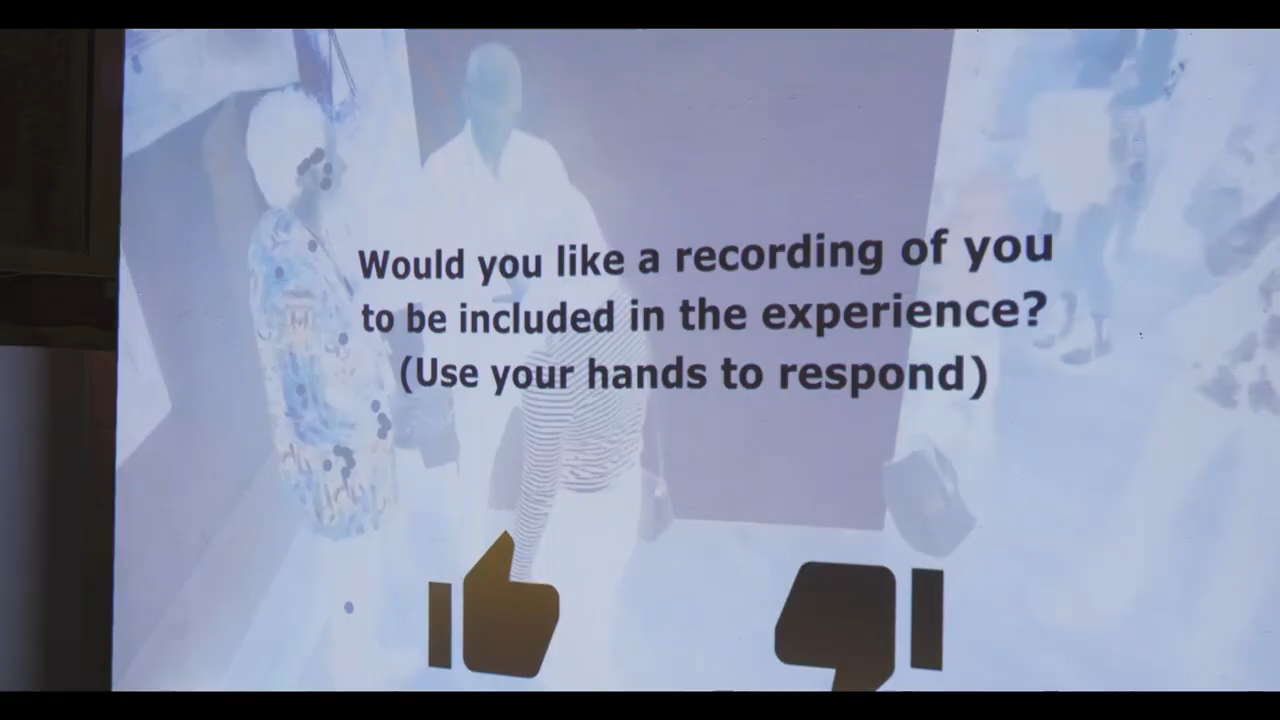 Would you like a recording of you
to be included in the experience?
(Use your hands to respond)